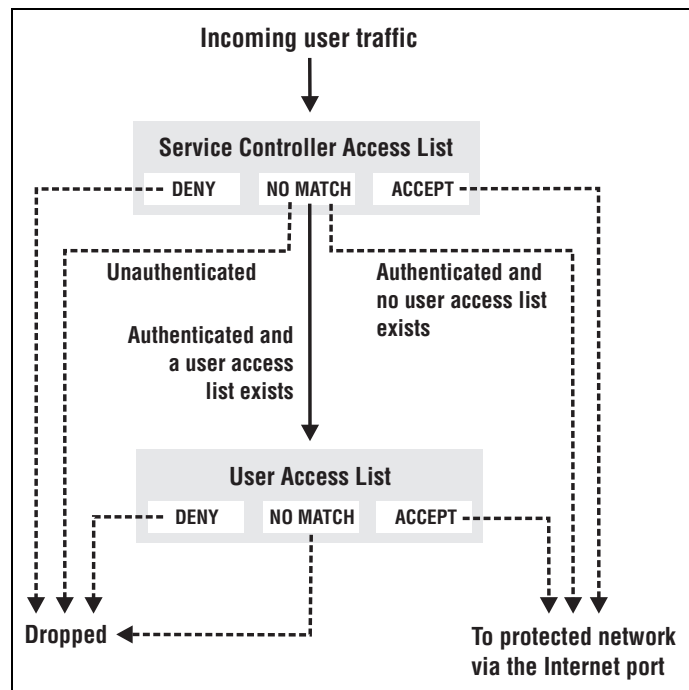 Incoming user traffic
Service Controller Access List
DENY
NO MATCH
ACCEPT
Unauthenticated
Authenticated and
no user access list
exists
Authenticated and
a user access
list exists
User Access List
DENY
NO MATCH
ACCEPT
Dropped
To protected network
via the Internet port